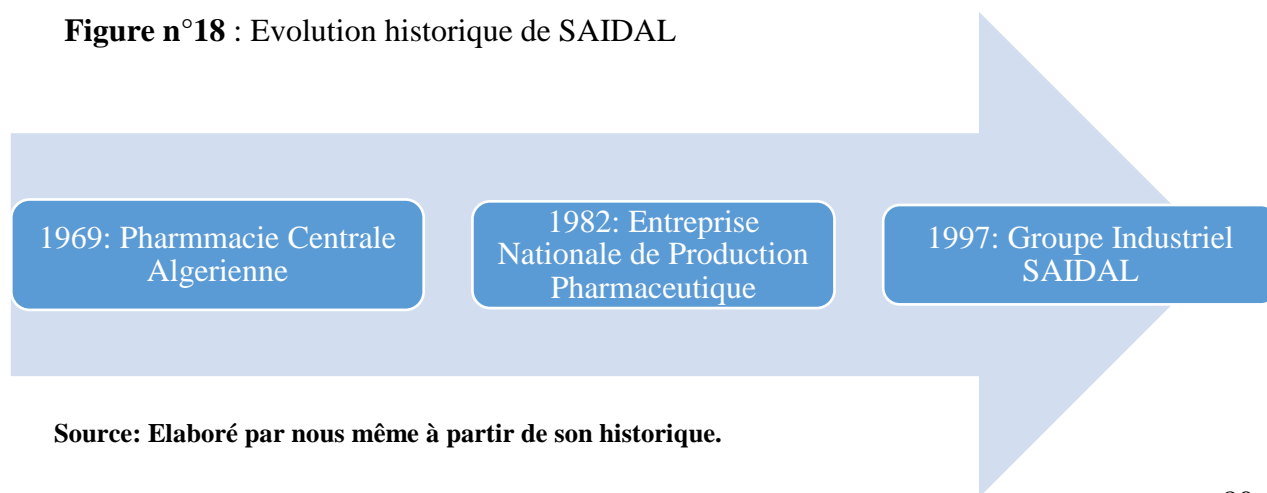 Figure n°18 : Evolution historique de SAIDAL
1969: Pharmmacie Centrale
Algerienne
1982: Entreprise
Nationale de Production
Pharmaceutique
1997: Groupe Industriel
SAIDAL
Source: Elaboré par nous même à partir de son historique.